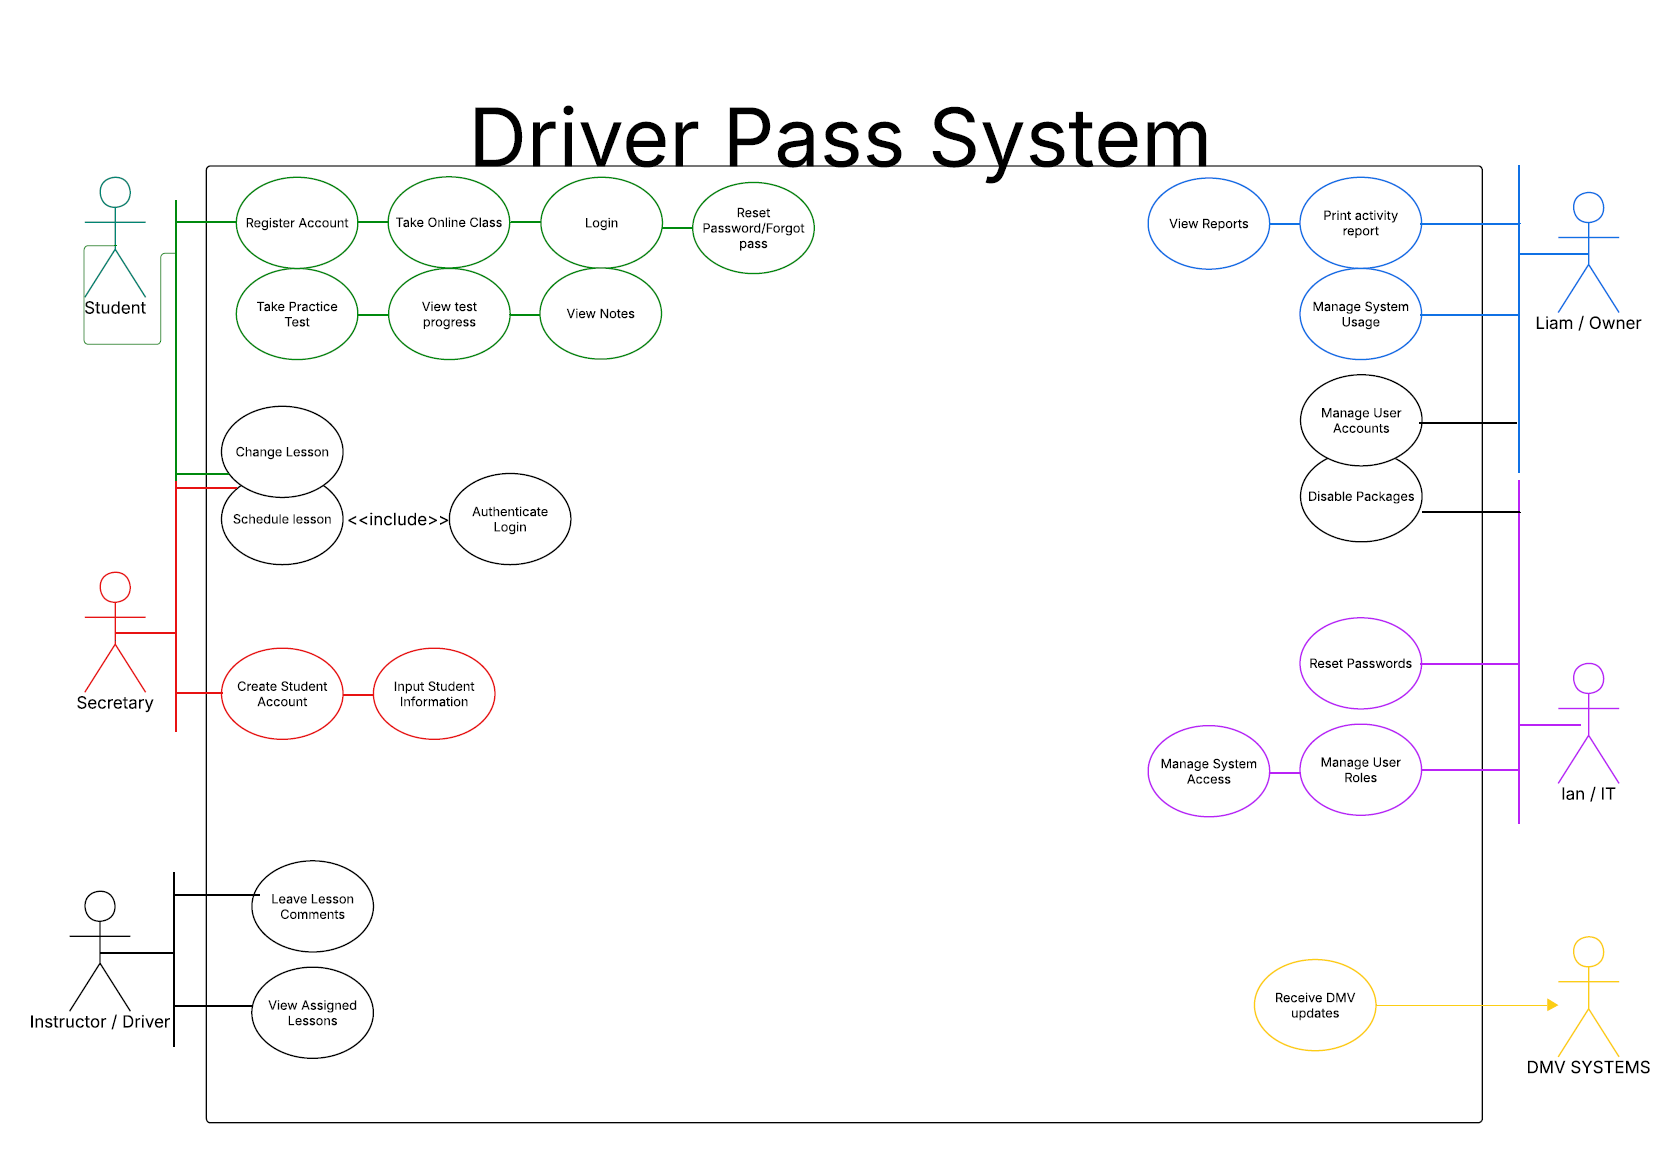 Driver Pass System
Register Account
Take Online Class
Login
Reset
Password/Forgot
pass
View Reports
Print activity
report
Student
Take Practice
Test
View test
progress
View Notes
Manage System
Usage
Liam / Owner
Change Lesson
Manage User
Accounts
Schedule lesson
<<include>>
Authenticate
Login
Disable Packages
Secretary
Create Student
Account
Input Student
Information
Reset Passwords
Manage System
Access
Manage User
Roles
Ian / IT
Leave Lesson
Comments
Instructor / Driver
View Assigned
Lessons
Receive DMV
updates
DMV SYSTEMS